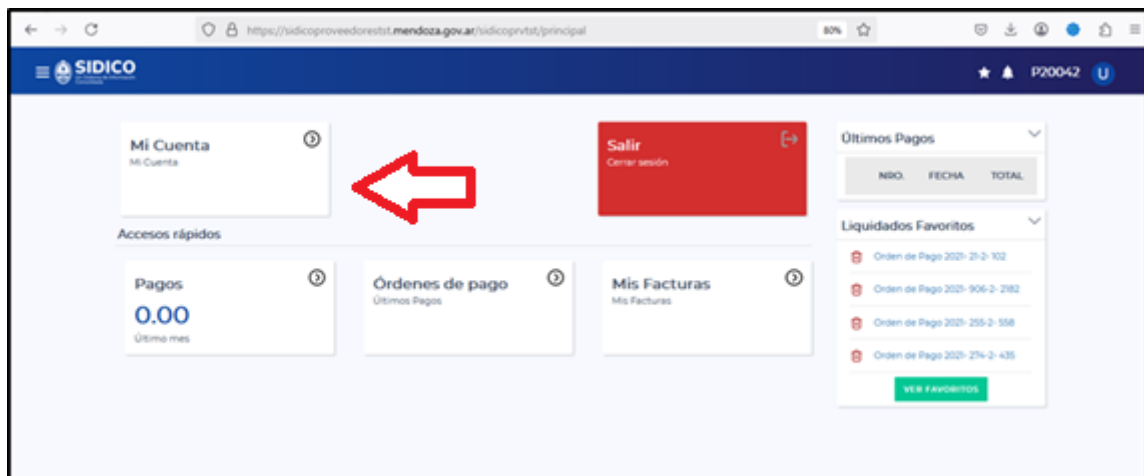 https://sidicoproveedorestst.mendoza.gov.ar/sidicoprvtst/principal
80%
SIDICO
P20042
U
Mi Cuenta
Mi Cuenta
Salir
Cerrar sesión
Accesos rápidos
Pagos
0.00
Último mes
Órdenes de pago
Últimos Pagos
Mis Facturas
Mis Facturas
Últimos Pagos
NRO. FECHA TOTAL
Liquidados Favoritos
Orden de Pago 2021- 21-2- 102
Orden de Pago 2021- 906-2- 2182
Orden de Pago 2021- 255-2- 558
Orden de Pago 2021- 274-2- 435
VER FAVORITOS